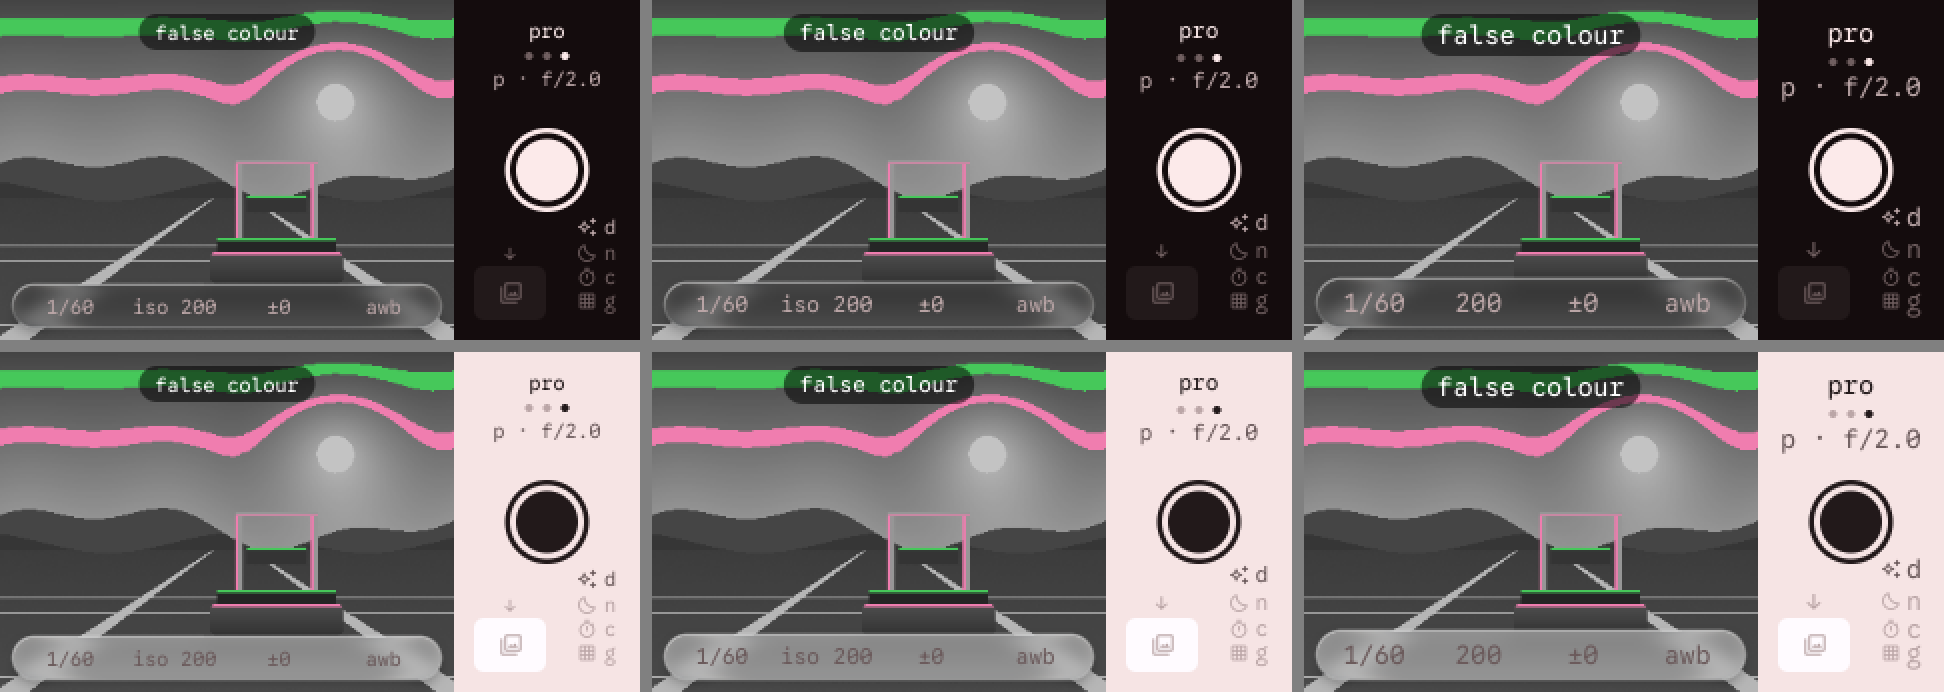 false colour
pro
p · f/2.0
d
n
c
g
1/60 iso 200 ±0 awb
false colour
pro
p · f/2.0
d
n
c
g
1/60 iso 200 ±0 awb
false colour
pro
p · f/2.0
d
n
c
g
1/60 200 ±0 awb
false colour
pro
p · f/2.0
d
n
c
g
1/60 iso 200 ±0 awb
false colour
pro
p · f/2.0
d
n
c
g
1/60 iso 200 ±0 awb
false colour
pro
p · f/2.0
d
n
c
g
1/60 200 ±0 awb